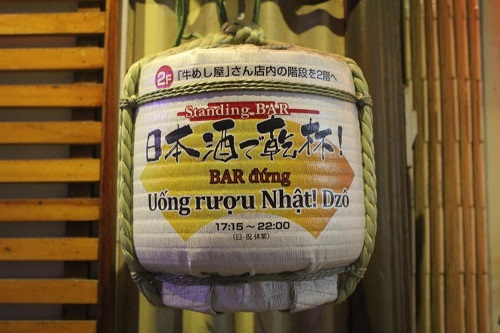 2F 「牛めし屋」さん店内の階段を2階へ
Standing BAR
日本酒で乾杯!
BAR đứng
Uống rượu Nhật! Dzô
17:15～22:00
(日·祝 休業)